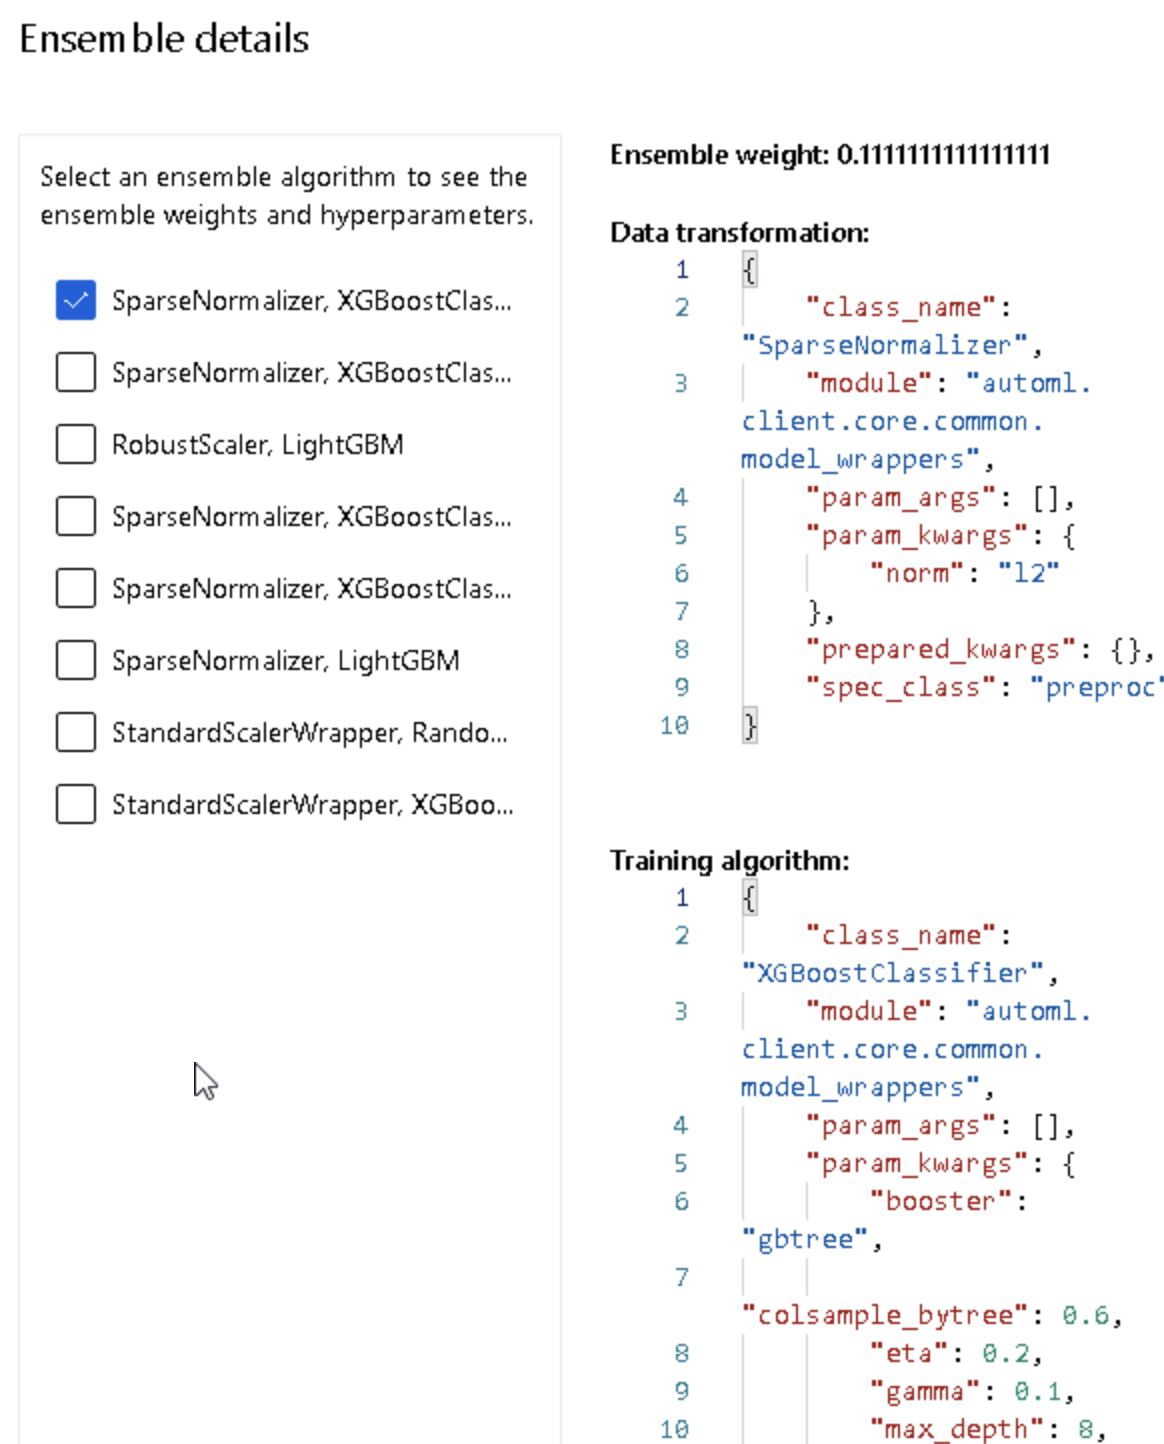 Ensemble details
Select an ensemble algorithm to see the
ensemble weights and hyperparameters.
SparseNormalizer, XGBoostClas...
SparseNormalizer, XGBoostClas...
RobustScaler, LightGBM
SparseNormalizer, XGBoostClas...
SparseNormalizer, XGBoostClas...
SparseNormalizer, LightGBM
StandardScalerWrapper, Rando...
StandardScalerWrapper, XGBoo...
Ensemble weight: 0.1111111111111111
Data transformation:
1 {
2 "class_name":
"SparseNormalizer",
3 "module": "automl.
client.core.common.
model_wrappers",
4 "param_args": [],
5 "param_kwargs": {
6 "norm": "l2"
7 },
8 "prepared_kwargs": {},
9 "spec_class": "preproc"
10 }
Training algorithm:
1 {
2 "class_name":
"XGBoostClassifier",
3 "module": "automl.
client.core.common.
model_wrappers",
4 "param_args": [],
5 "param_kwargs": {
6 "booster":
"gbtree",
7
"colsample_bytree": 0.6,
8 "eta": 0.2,
9 "gamma": 0.1,
10 "max_depth": 8,